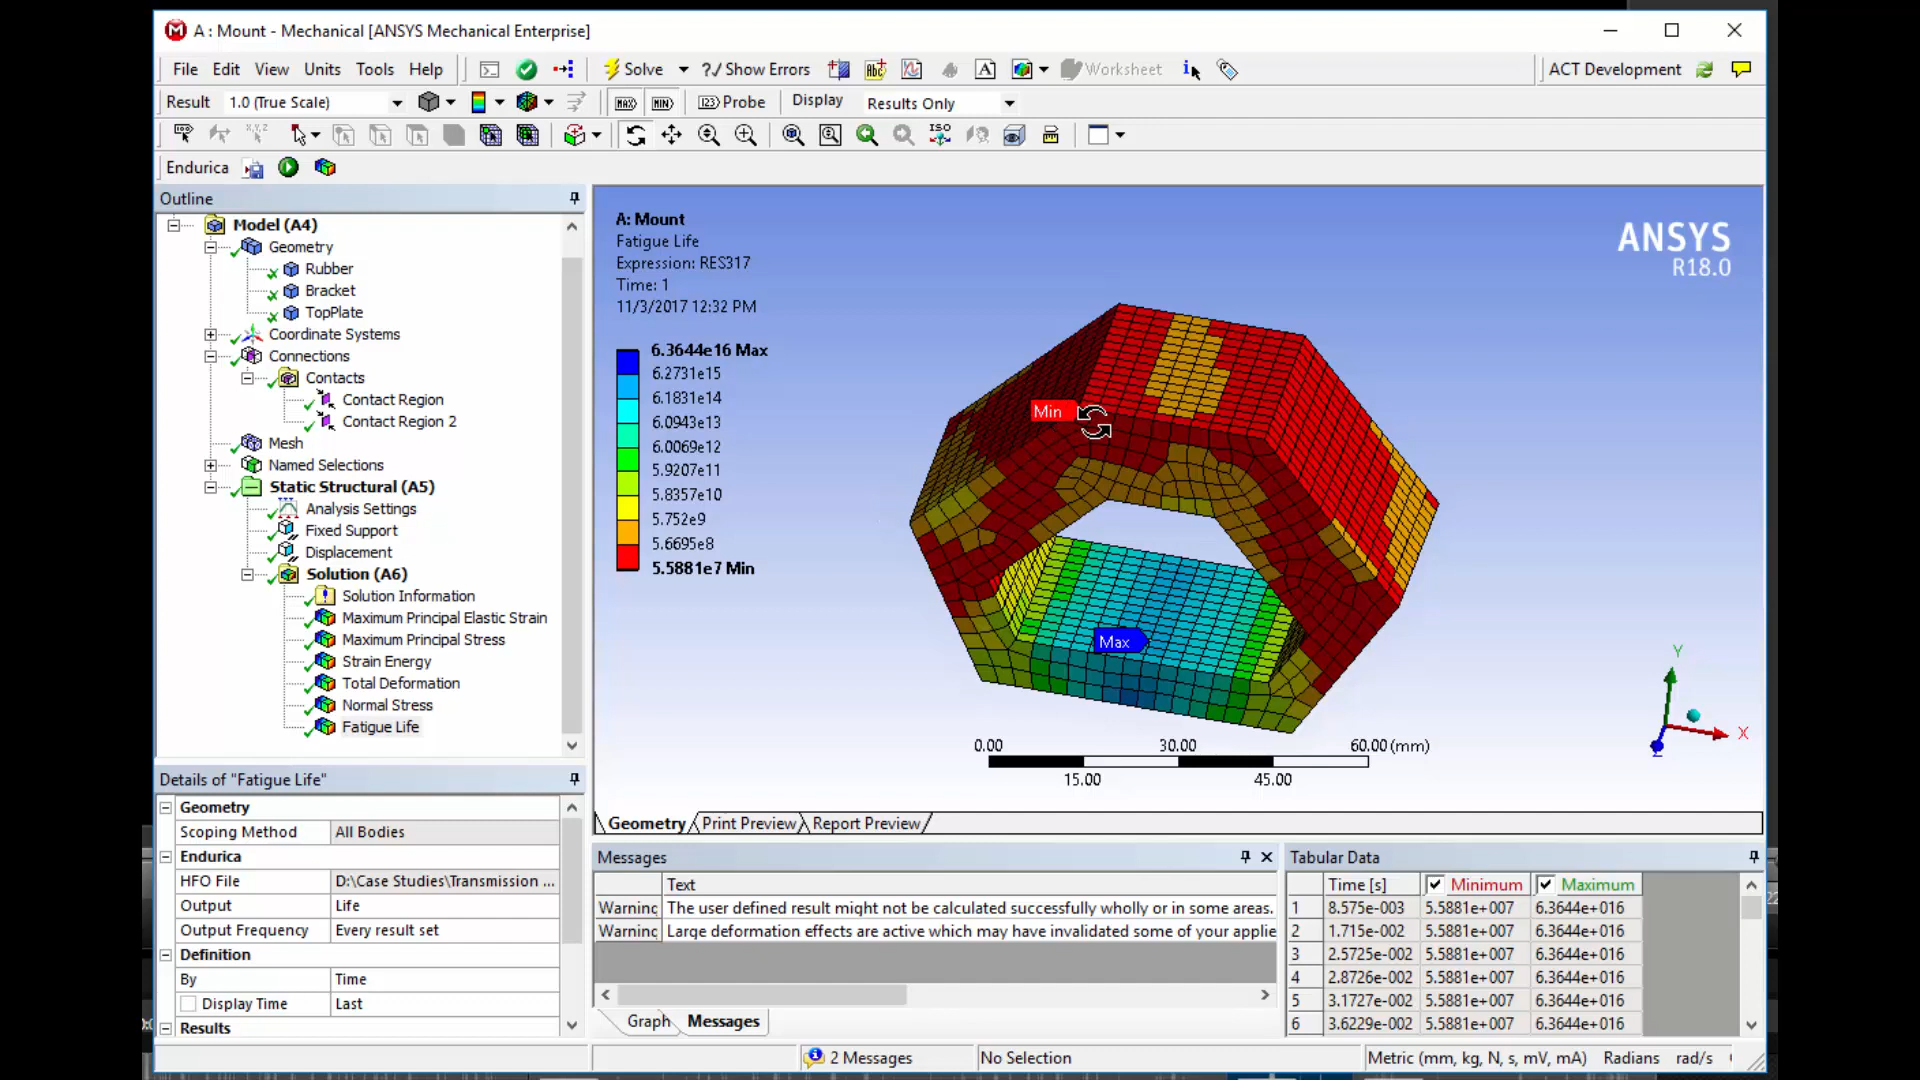 A : Mount - Mechanical [ANSYS Mechanical Enterprise]
File Edit View Units Tools Help Solve ?/ Show Errors Worksheet ACT Development
Result 1.0 (True Scale) MAX MIN Probe Display Results Only
ISO
Endurica
Outline
Model (A4)
Geometry
Rubber
Bracket
TopPlate
Coordinate Systems
Connections
Contacts
Contact Region
Contact Region 2
Mesh
Named Selections
Static Structural (A5)
Analysis Settings
Fixed Support
Displacement
Solution (A6)
Solution Information
Maximum Principal Elastic Strain
Maximum Principal Stress
Strain Energy
Total Deformation
Normal Stress
Fatigue Life
Details of "Fatigue Life"
Geometry
Scoping Method All Bodies
Endurica
HFO File D:\Case Studies\Transmission ...
Output Life
Output Frequency Every result set
Definition
By Time
Display Time Last
Results
A: Mount
Fatigue Life
Expression: RES317
Time: 1
11/3/2017 12:32 PM
6.3644e16 Max
6.2731e15
6.1831e14
6.0943e13
6.0069e12
5.9207e11
5.8357e10
5.752e9
5.6695e8
5.5881e7 Min
ANSYS
R18.0
Min
Max
0.00 30.00 60.00 (mm)
15.00 45.00
Y
X
Z
Geometry Print Preview Report Preview
Messages
Text
Warning The user defined result might not be calculated successfully wholly or in some areas.
Warning Large deformation effects are active which may have invalidated some of your applie
Graph Messages
Tabular Data
Time [s] Minimum Maximum
1 8.575e-003 5.5881e+007 6.3644e+016
2 1.715e-002 5.5881e+007 6.3644e+016
3 2.5725e-002 5.5881e+007 6.3644e+016
4 2.8726e-002 5.5881e+007 6.3644e+016
5 3.1727e-002 5.5881e+007 6.3644e+016
6 3.6229e-002 5.5881e+007 6.3644e+016
2 Messages No Selection Metric (mm, kg, N, s, mV, mA) Radians rad/s